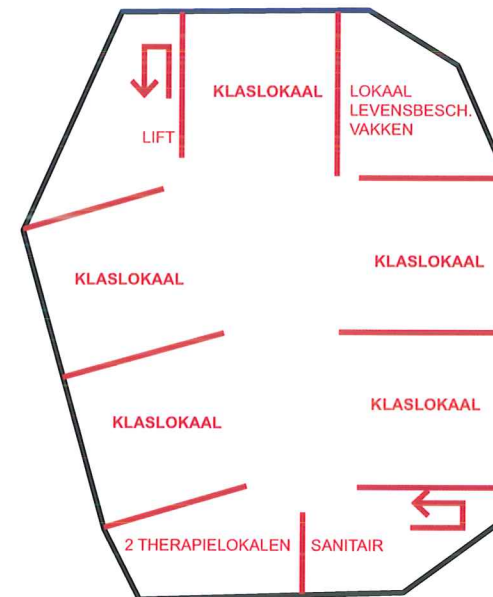 KLASLOKAAL
LOKAAL
LEVENSBESCH.
VAKKEN
LIFT
KLASLOKAAL
KLASLOKAAL
KLASLOKAAL
KLASLOKAAL
2 THERAPIELOKALEN
SANITAIR